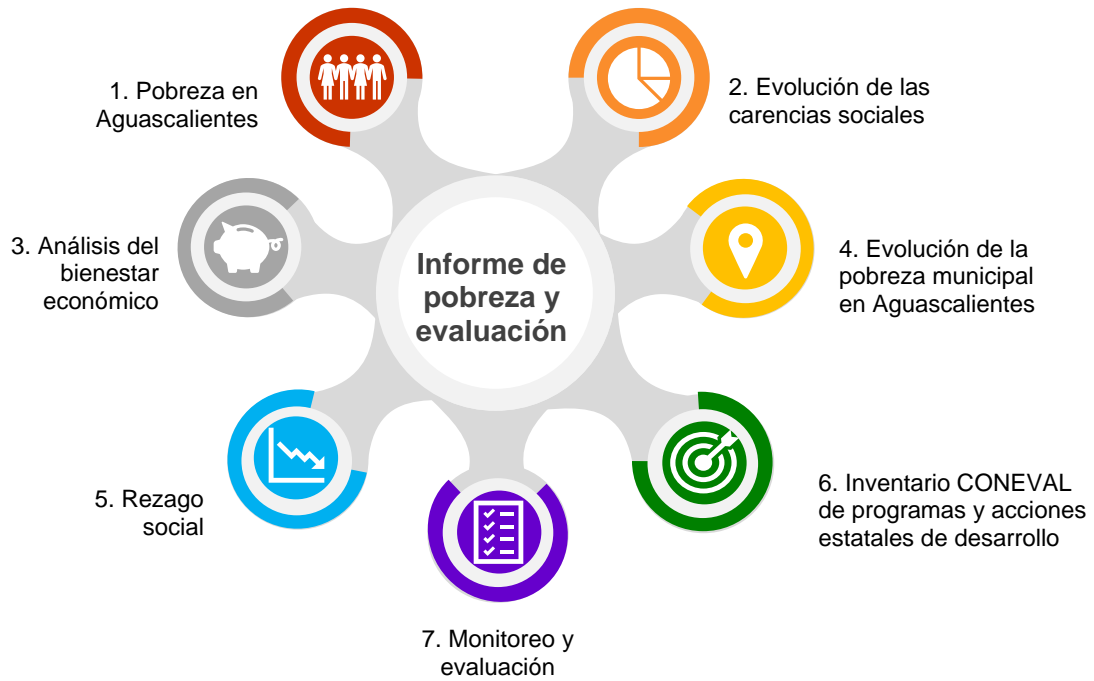 1. Pobreza en
Aguascalientes
2. Evolución de las
carencias sociales
3. Análisis del
bienestar
económico
Informe de
pobreza y
evaluación
4. Evolución de la
pobreza municipal
en Aguascalientes
5. Rezago
social
6. Inventario CONEVAL
de programas y acciones
estatales de desarrollo
7. Monitoreo y
evaluación